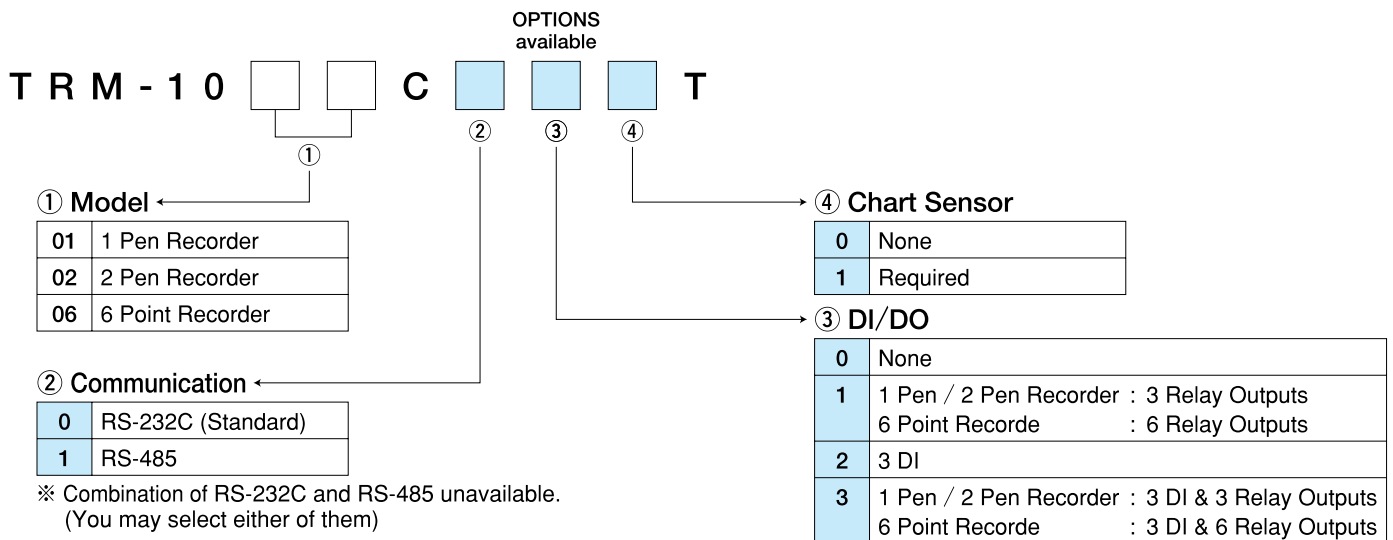 OPTIONS
available
TRM-10 C T
② ③ ④
①
① Model
01 1 Pen Recorder
02 2 Pen Recorder
06 6 Point Recorder
② Communication
0 RS-232C (Standard)
1 RS-485
※ Combination of RS-232C and RS-485 unavailable.
(You may select either of them)
④ Chart Sensor
0 None
1 Required
③ DI/DO
0 None
1 1 Pen / 2 Pen Recorder : 3 Relay Outputs
6 Point Recorde : 6 Relay Outputs
2 3 DI
3 1 Pen / 2 Pen Recorder : 3 DI & 3 Relay Outputs
6 Point Recorde : 3 DI & 6 Relay Outputs